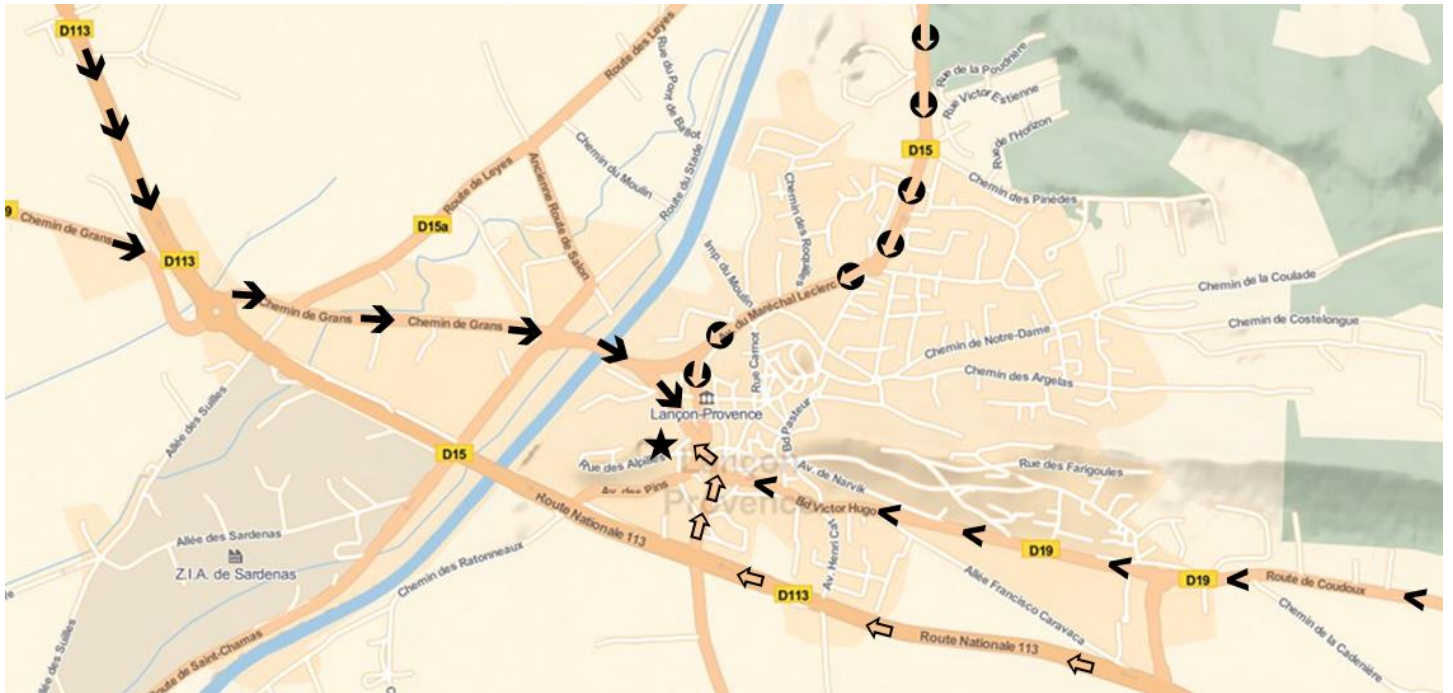 D113
Route des Leyes
Rue du Pont de Baflot
Rue de la Poudrière
Rue Victor Estienne
Rue de l'Horizon
D15
Chemin des Pinèdes
Chemin du Moulin
Route du Stade
Ancienne Route de Salon
Route de Leyes
D15a
9
Chemin de Grans
D113
Chemin de Grans
Chemin de Grans
Imp. du Moulin
Chemin des Roubines
Av. du Maréchal Leclerc
Chemin de la Coulade
Chemin de Costelongue
Chemin de Notre-Dame
Chemin des Argelas
Rue Carnot
Lançon-Provence
Bd Pasteur
Allée des Suilles
D15
Rue des Alpilles
Lançon
Provence
Av. des Pins
Av. de Narvik
Rue des Farigoules
Bd Victor Hugo
D19
D19
Route de Coudoux
Route Nationale 113
Allée des Sardenas
Z.I.A. de Sardenas
Chemin des Ratonneaux
D113
Av. Henri Cat
Allée Francisco Caravaca
Chemin de la Cadenière
Route Nationale 113
Allée des Suilles
Route de Saint-Chamas